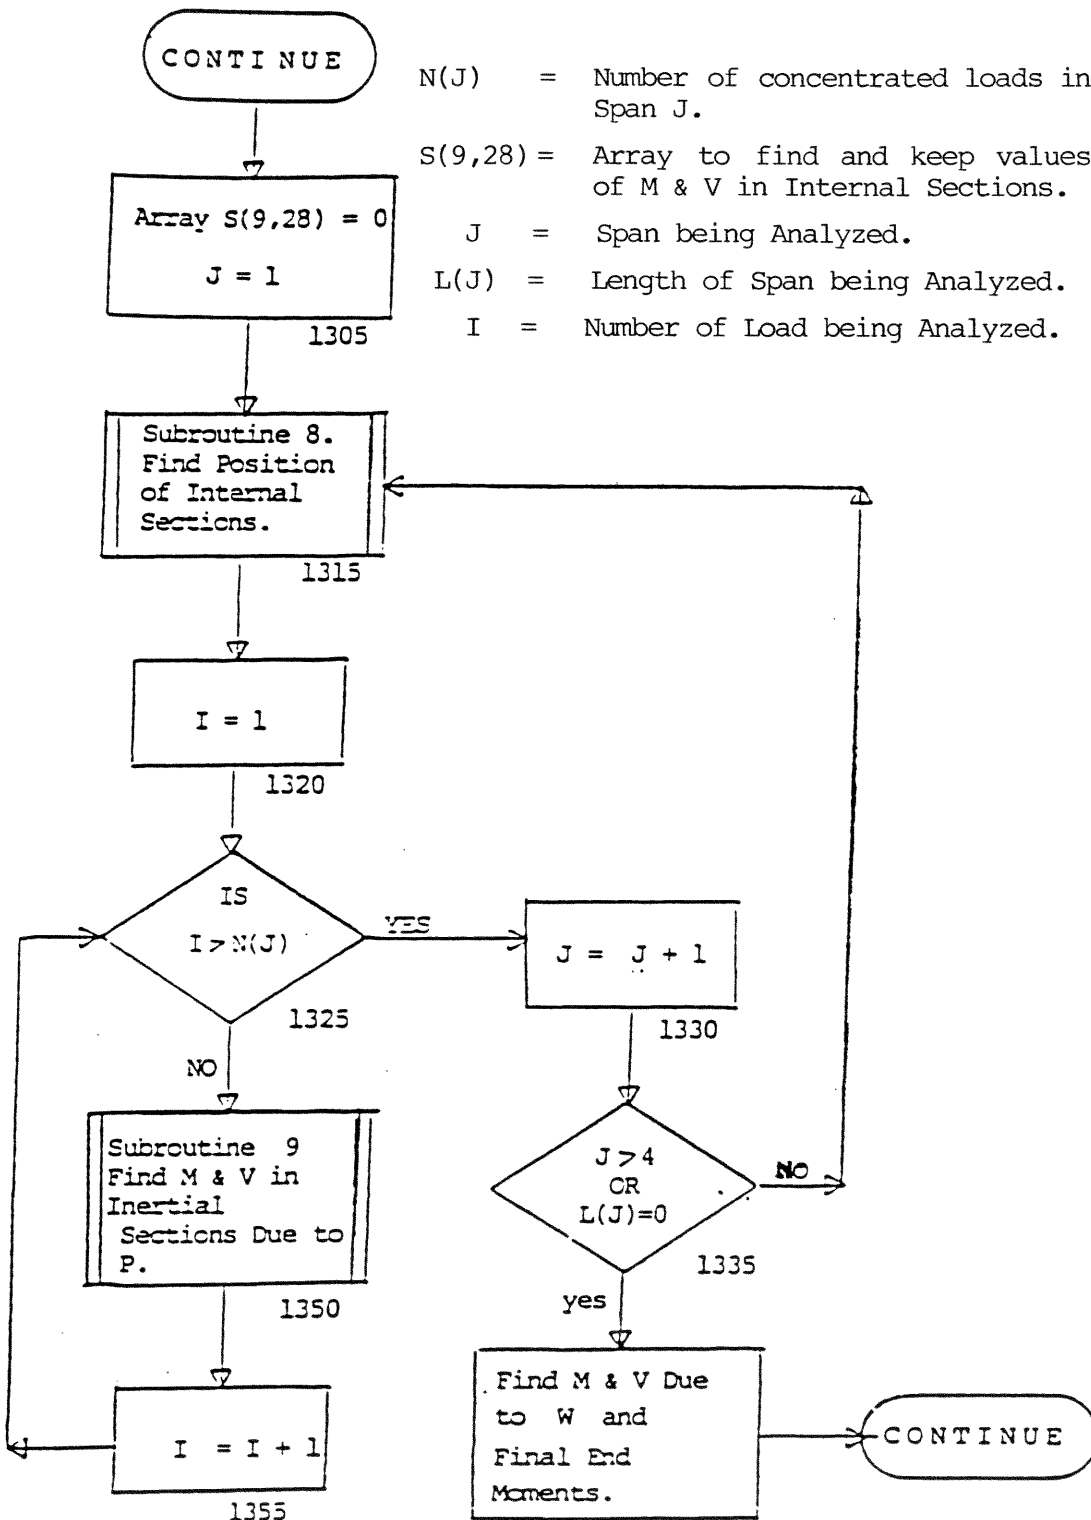 CONTINUE
N(J) = Number of concentrated loads in
Span J.
S(9,28) = Array to find and keep values
of M & V in Internal Sections.
J = Span being Analyzed.
L(J) = Length of Span being Analyzed.
I = Number of Load being Analyzed.
Array S(9,28) = 0
J = 1
1305
Subroutine 8.
Find Position
of Internal
Sections.
1315
I = 1
1320
IS
I > N(J)
1325
YES
NO
J = J + 1
1330
J > 4
OR
L(J)=0
1335
NO
yes
Subroutine 9
Find M & V in
Inertial
Sections Due to
P.
1350
I = I + 1
1355
Find M & V Due
to W and
Final End
Moments.
CONTINUE